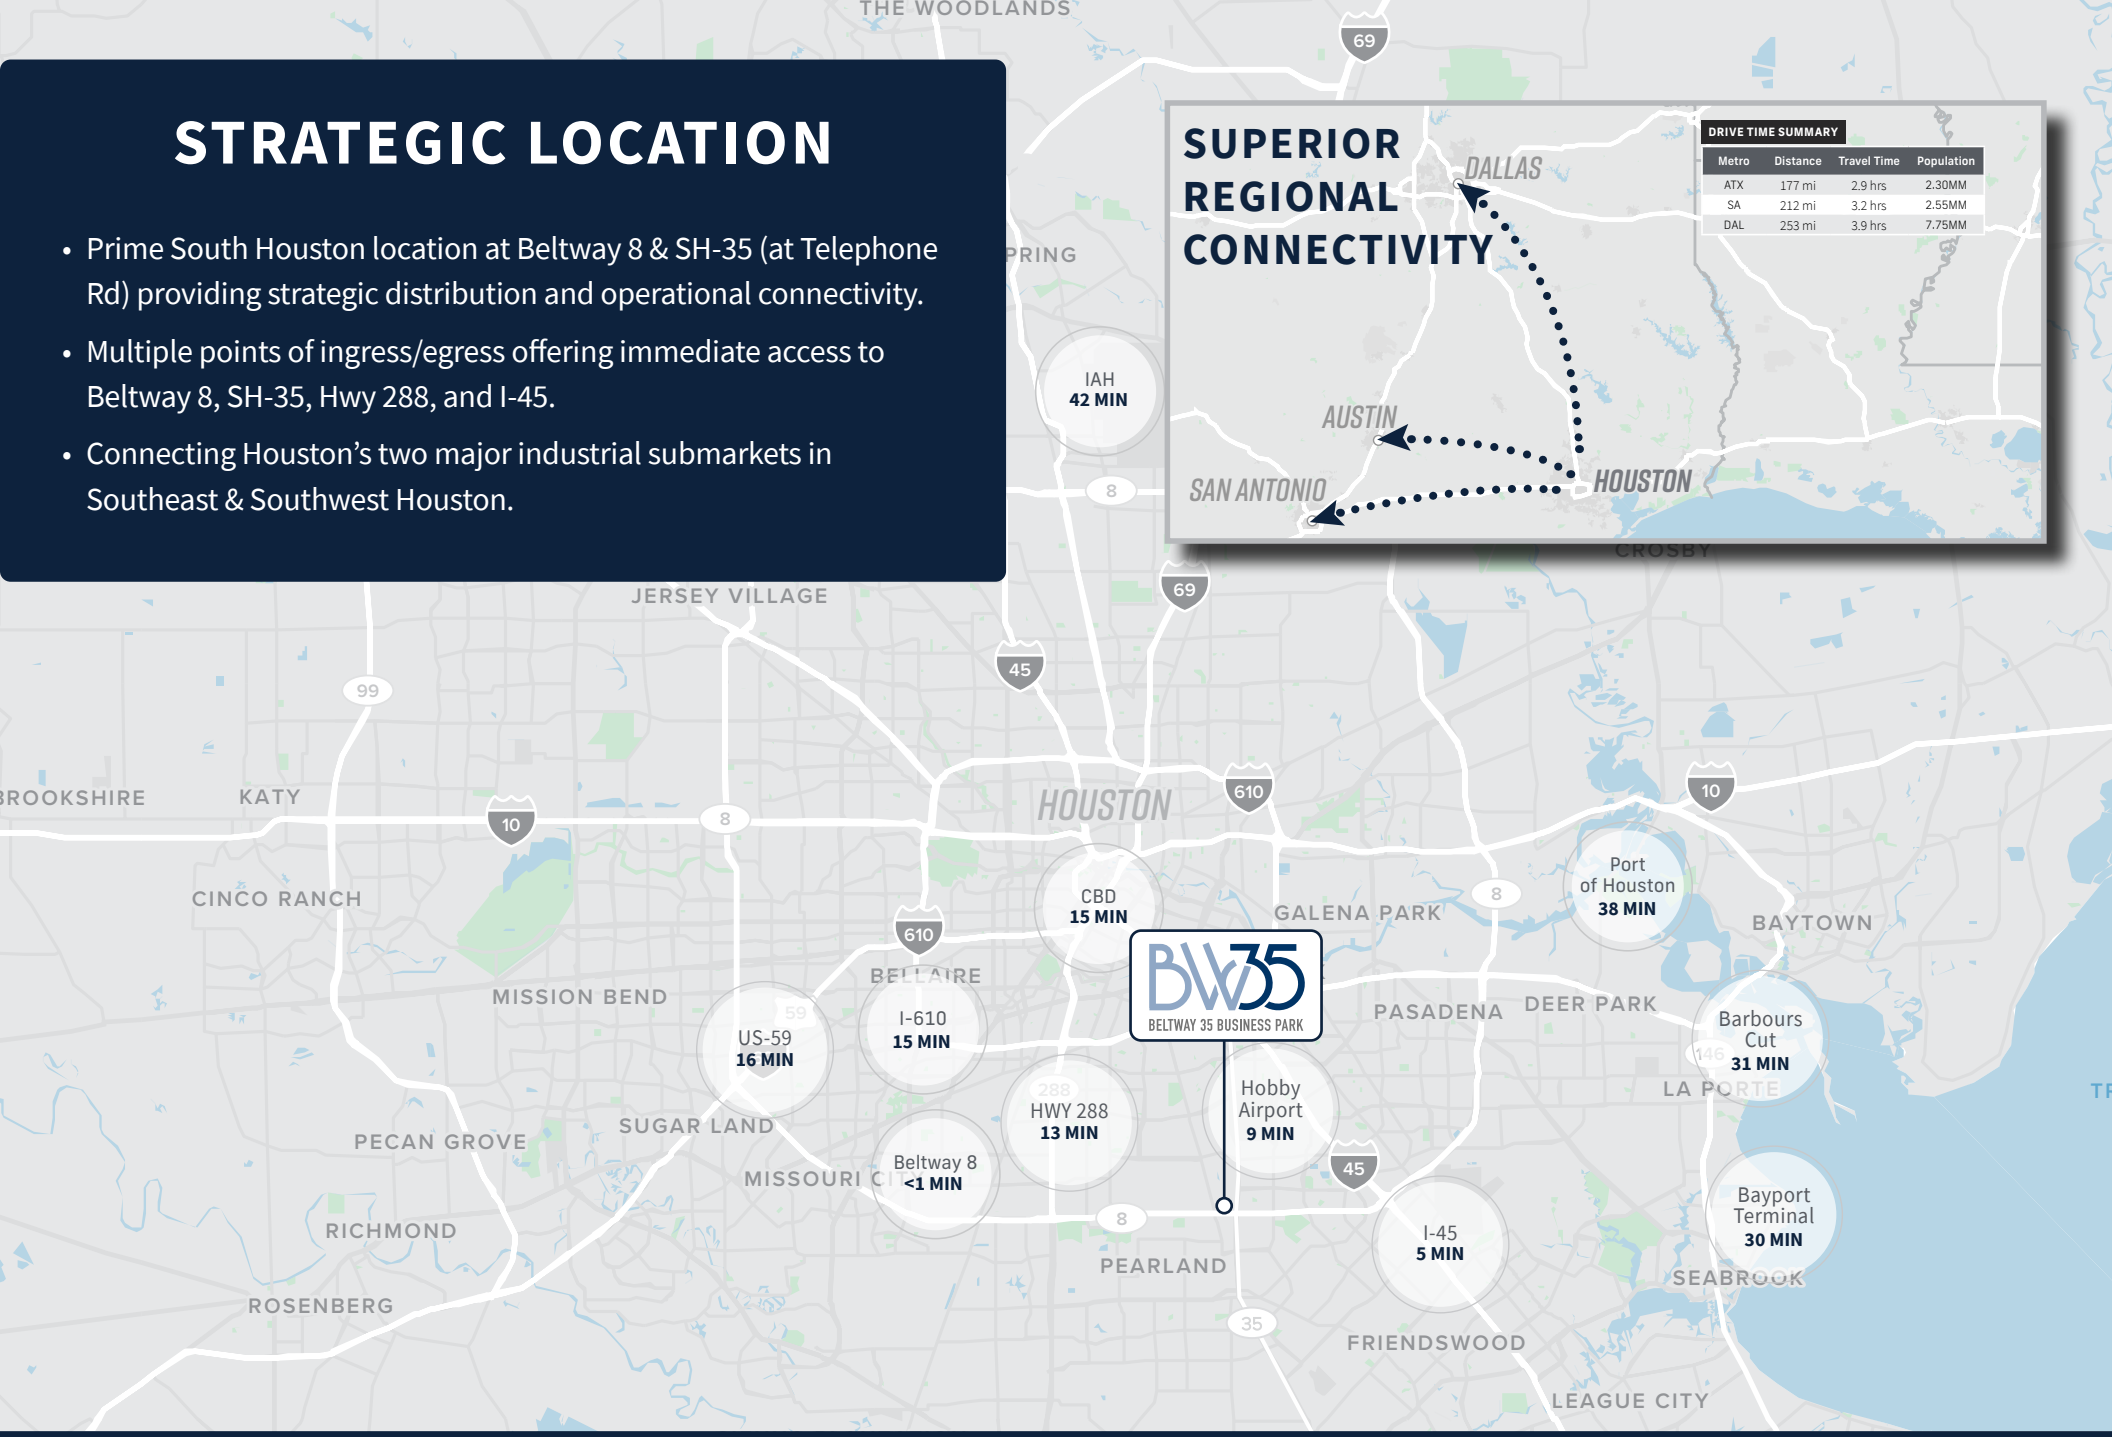 THE WOODLANDS
69
STRATEGIC LOCATION
• Prime South Houston location at Beltway 8 & SH-35 (at Telephone
Rd) providing strategic distribution and operational connectivity.
• Multiple points of ingress/egress offering immediate access to
Beltway 8, SH-35, Hwy 288, and I-45.
• Connecting Houston's two major industrial submarkets in
Southeast & Southwest Houston.
SUPERIOR
REGIONAL
CONNECTIVITY
DALLAS
AUSTIN
SAN ANTONIO
HOUSTON
DRIVE TIME SUMMARY
Metro Distance Travel Time Population
ATX 177 mi 2.9 hrs 2.30MM
SA 212 mi 3.2 hrs 2.55MM
DAL 253 mi 3.9 hrs 7.75MM
PRING
IAH
42 MIN
8
CROSBY
69
JERSEY VILLAGE
45
99
BROOKSHIRE
KATY
10
8
HOUSTON
610
10
CINCO RANCH
CBD
15 MIN
8
Port
of Houston
38 MIN
GALENA PARK
BAYTOWN
610
BELLAIRE
MISSION BEND
BW35
BELTWAY 35 BUSINESS PARK
PASADENA
DEER PARK
59
US-59
16 MIN
I-610
15 MIN
Barbours
Cut
31 MIN
146
LA PORTE
TR
288
HWY 288
13 MIN
Hobby
Airport
9 MIN
SUGAR LAND
PECAN GROVE
MISSOURI CITY
Beltway 8
<1 MIN
45
8
RICHMOND
I-45
5 MIN
Bayport
Terminal
30 MIN
PEARLAND
SEABROOK
ROSENBERG
35
FRIENDSWOOD
LEAGUE CITY